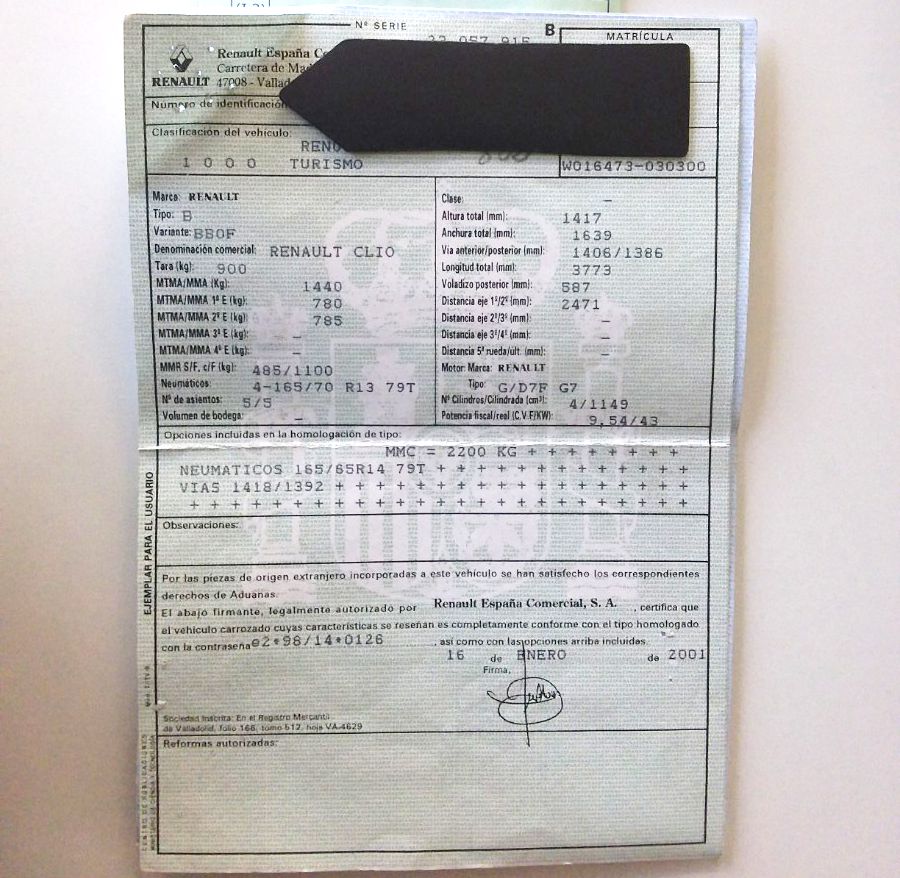 Nº SERIE
B
MATRÍCULA
Renault España
Carretera de
RENAULT 47008 -
Número de identificación
Clasificación del vehículo:
1 0 0 0 TURISMO
W016473-030300
Marca: RENAULT
Tipo: B
Variante: BB0F
Denominación comercial: RENAULT CLIO
Tara (kg): 900
MTMA/MMA (Kg): 1440
MTMA/MMA 1º E (kg): 780
MTMA/MMA 2º E (kg): 785
MTMA/MMA 3º E (kg): —
MTMA/MMA 4º E (kg): —
MMR S/F, c/F (kg): 485/1100
Neumáticos: 4-165/70 R13 79T
Nº de asientos: 5/5
Volumen de bodega: —
Clase: —
Altura total (mm): 1417
Anchura total (mm): 1639
Via anterior/posterior (mm): 1406/1386
Longitud total (mm): 3773
Voladizo posterior (mm): 587
Distancia eje 1º/2º (mm): 2471
Distancia eje 2º/3º (mm): —
Distancia eje 3º/4º (mm): —
Distancia 5ª rueda/últ. (mm): —
Motor: Marca: RENAULT
Tipo: G/D7F G7
Nº Cilindros/Cilindrada (cm³): 4/1149
Potencia fiscal/real (C.V.F/KW): 9,54/43
Opciones incluidas en la homologación de tipo:
MMC = 2200 KG + + + + + + + +
NEUMATICOS 165/65R14 79T + + + + + + + + + + + + +
VIAS 1418/1392 + + + + + + + + + + + + + + + + + +
+ + + + + + + + + + + + + + + + + + + + + + + + + +
EJEMPLAR PARA EL USUARIO
Observaciones:
Por las piezas de origen extranjero incorporadas a este vehículo se han satisfecho los correspondientes
derechos de Aduanas.
El abajo firmante, legalmente autorizado por Renault España Comercial, S. A. , certifica que
el vehículo carrozado cuyas características se reseñan es completamente conforme con el tipo homologado
con la contraseña e2*98/14*0126 , así como con las opciones arriba incluidas.
16 de ENERO de 2001
Firma,
Sociedad Inscrita: En el Registro Mercantil
de Valladolid, folio 166, tomo 512, hoja VA-4629
Reformas autorizadas:
CENTRO DE PUBLICACIONES
MINISTERIO DE CIENCIA Y TECNOLOGIA